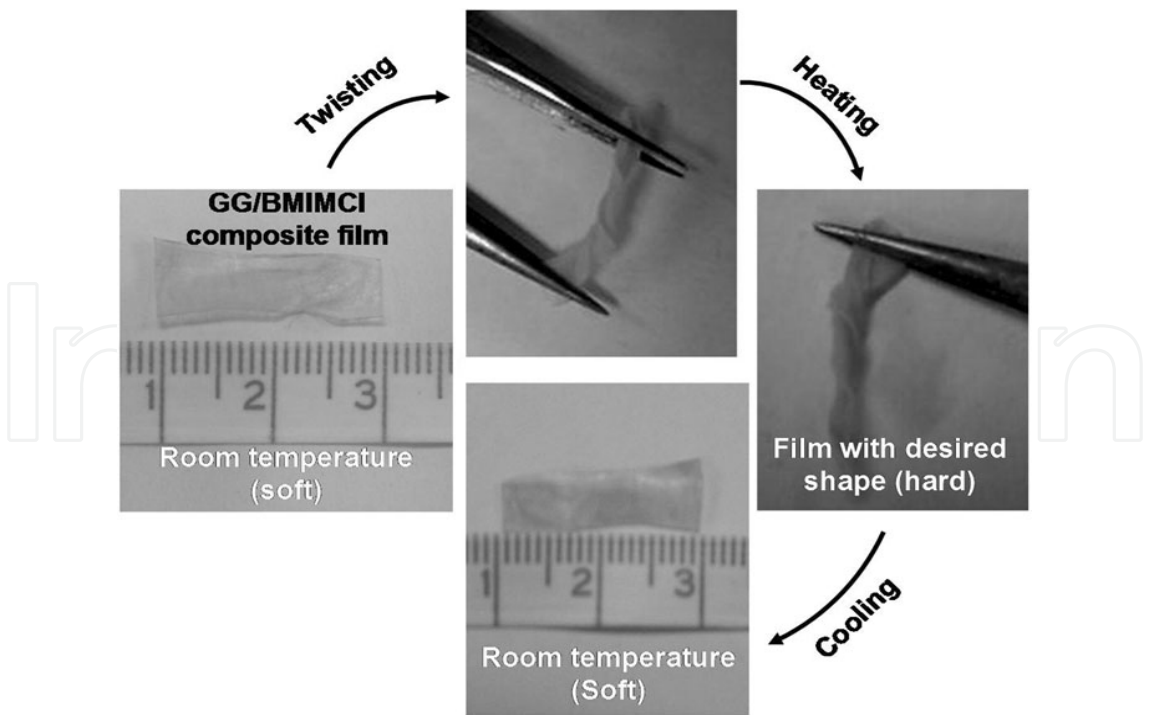 Twisting
Heating
GG/BMIMCI
composite film
1 2 3
Room temperature
(soft)
Film with desired
shape (hard)
1 2 3
Room temperature
(Soft)
Cooling